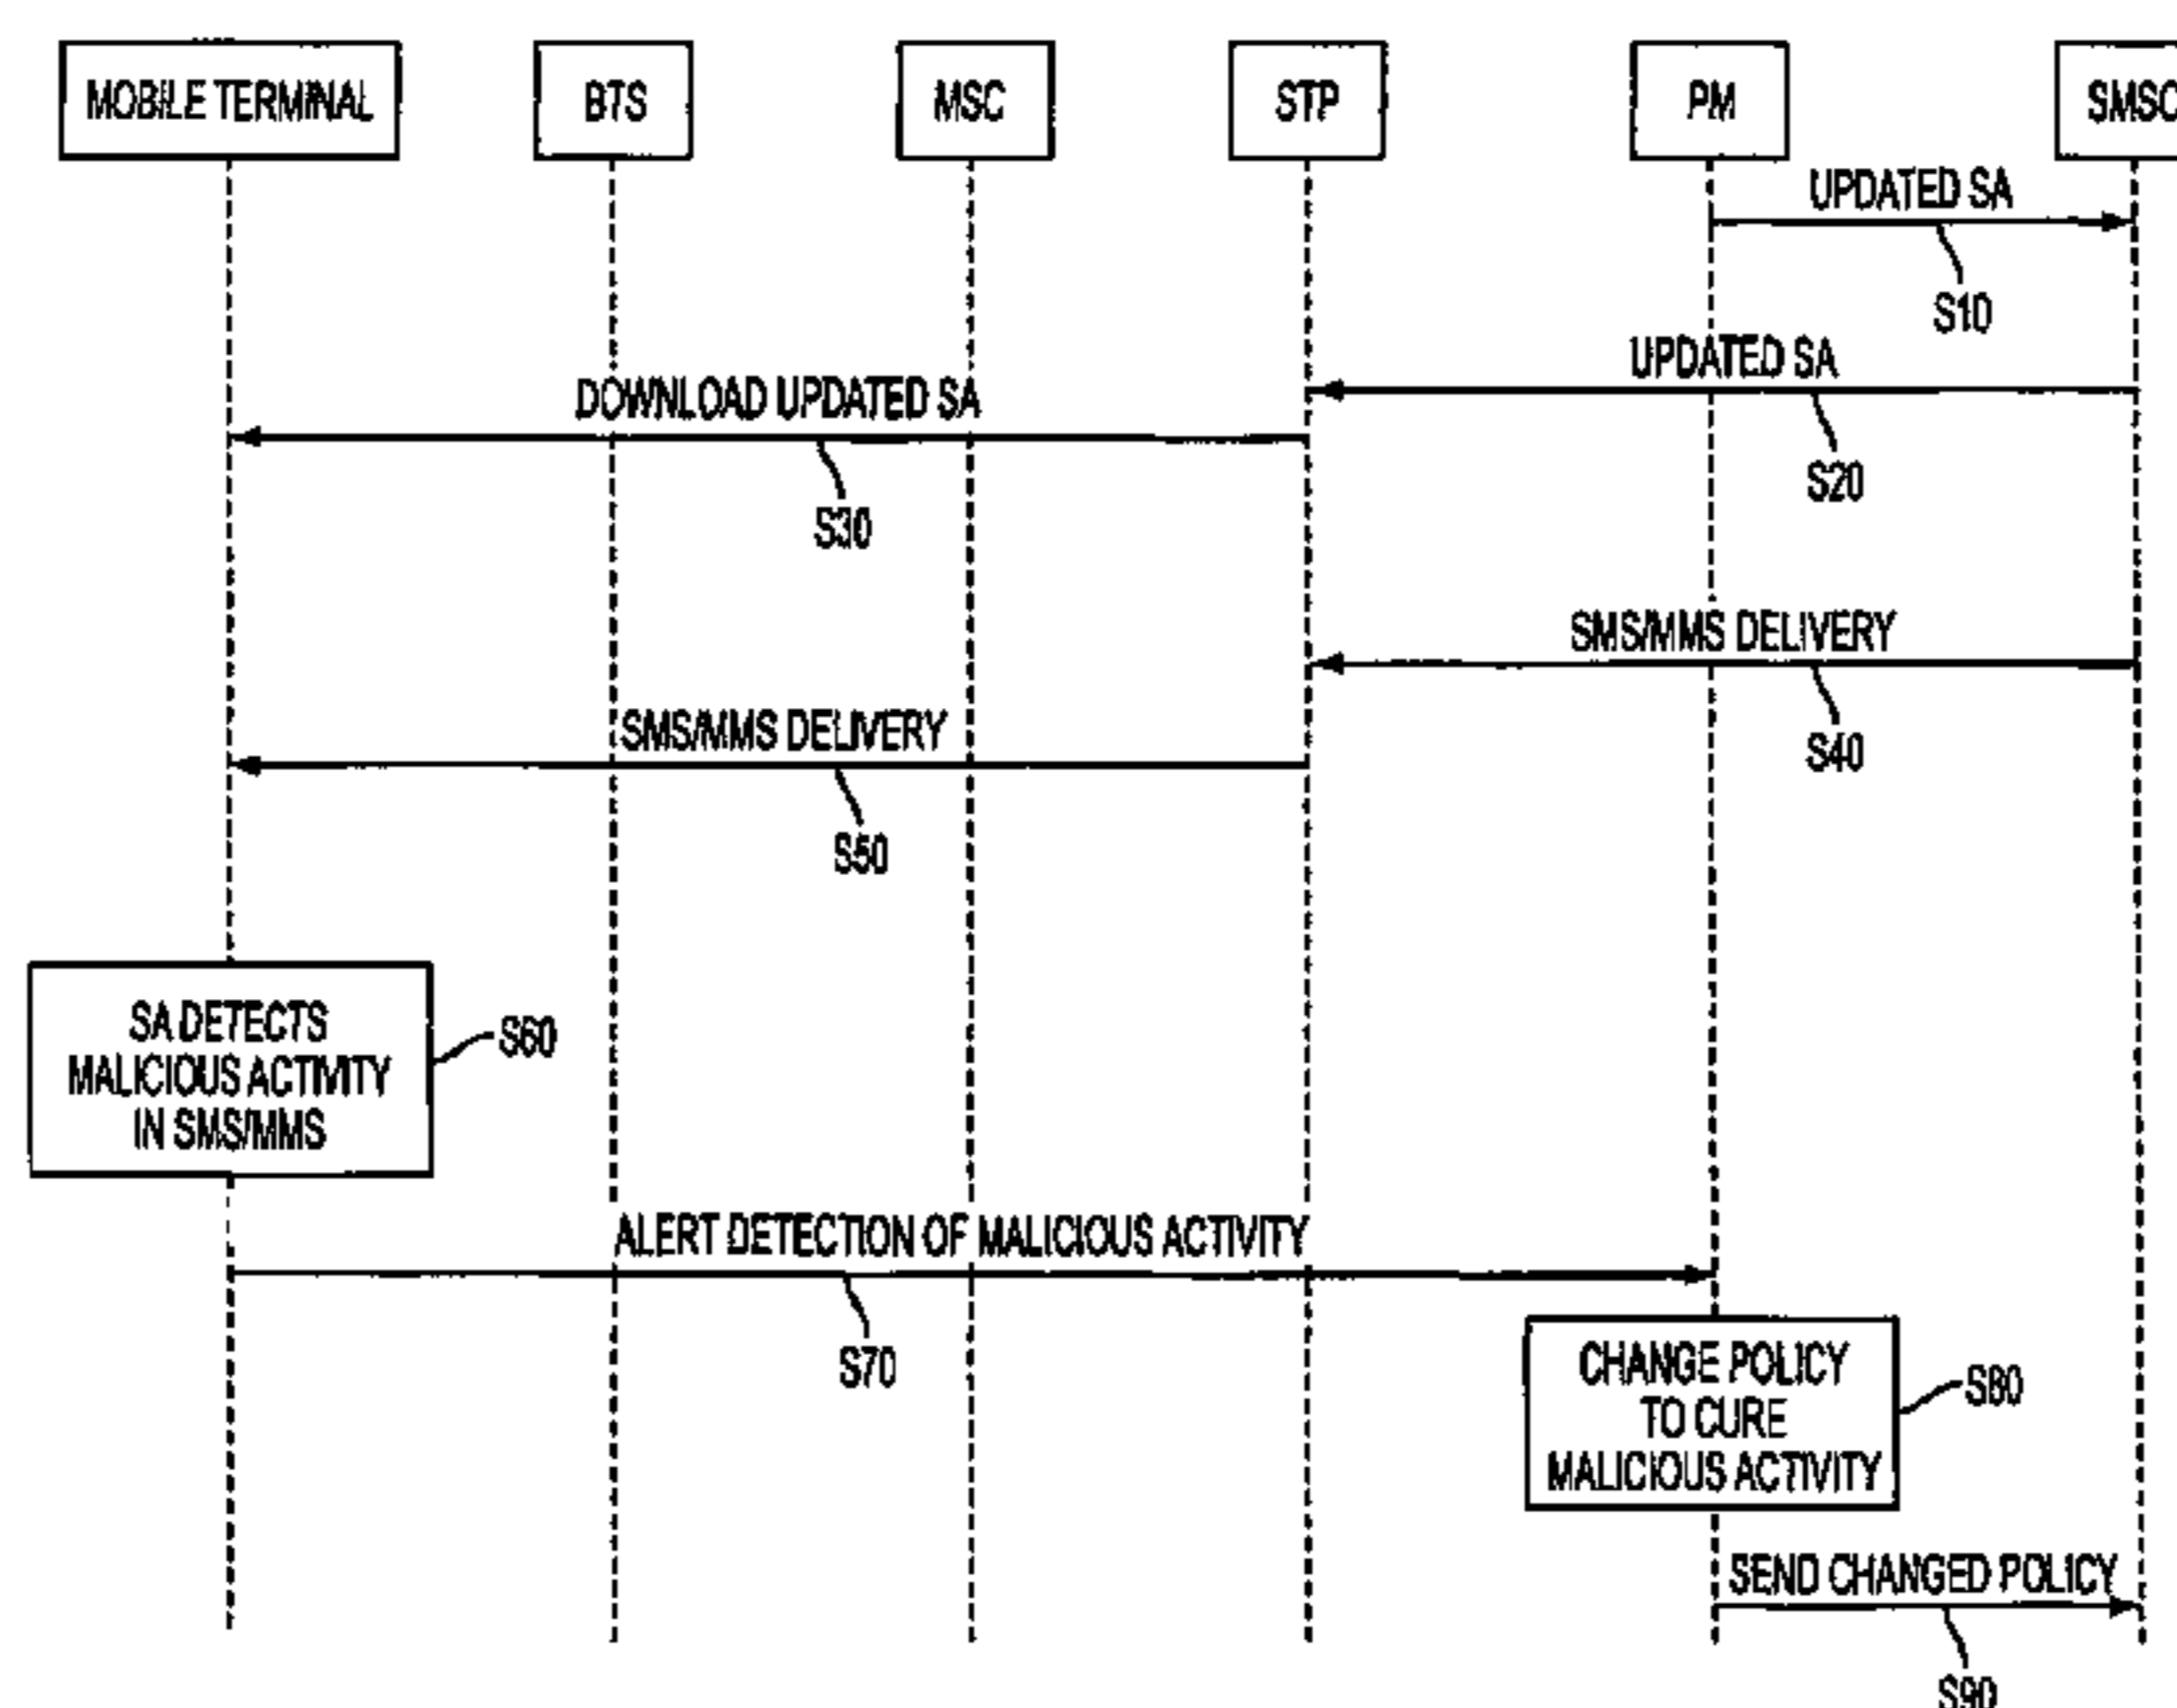 MOBILE TERMINAL
BTS
MSC
STP
PM
SMSC
UPDATED SA
S10
UPDATED SA
DOWNLOAD UPDATED SA
S20
S30
SMS/MMS DELIVERY
SMS/MMS DELIVERY
S40
S50
SA DETECTS
MALICIOUS ACTIVITY
IN SMS/MMS
S60
ALERT DETECTION OF MALICIOUS ACTIVITY
S70
CHANGE POLICY
TO CURE
MALICIOUS ACTIVITY
S80
SEND CHANGED POLICY
S90